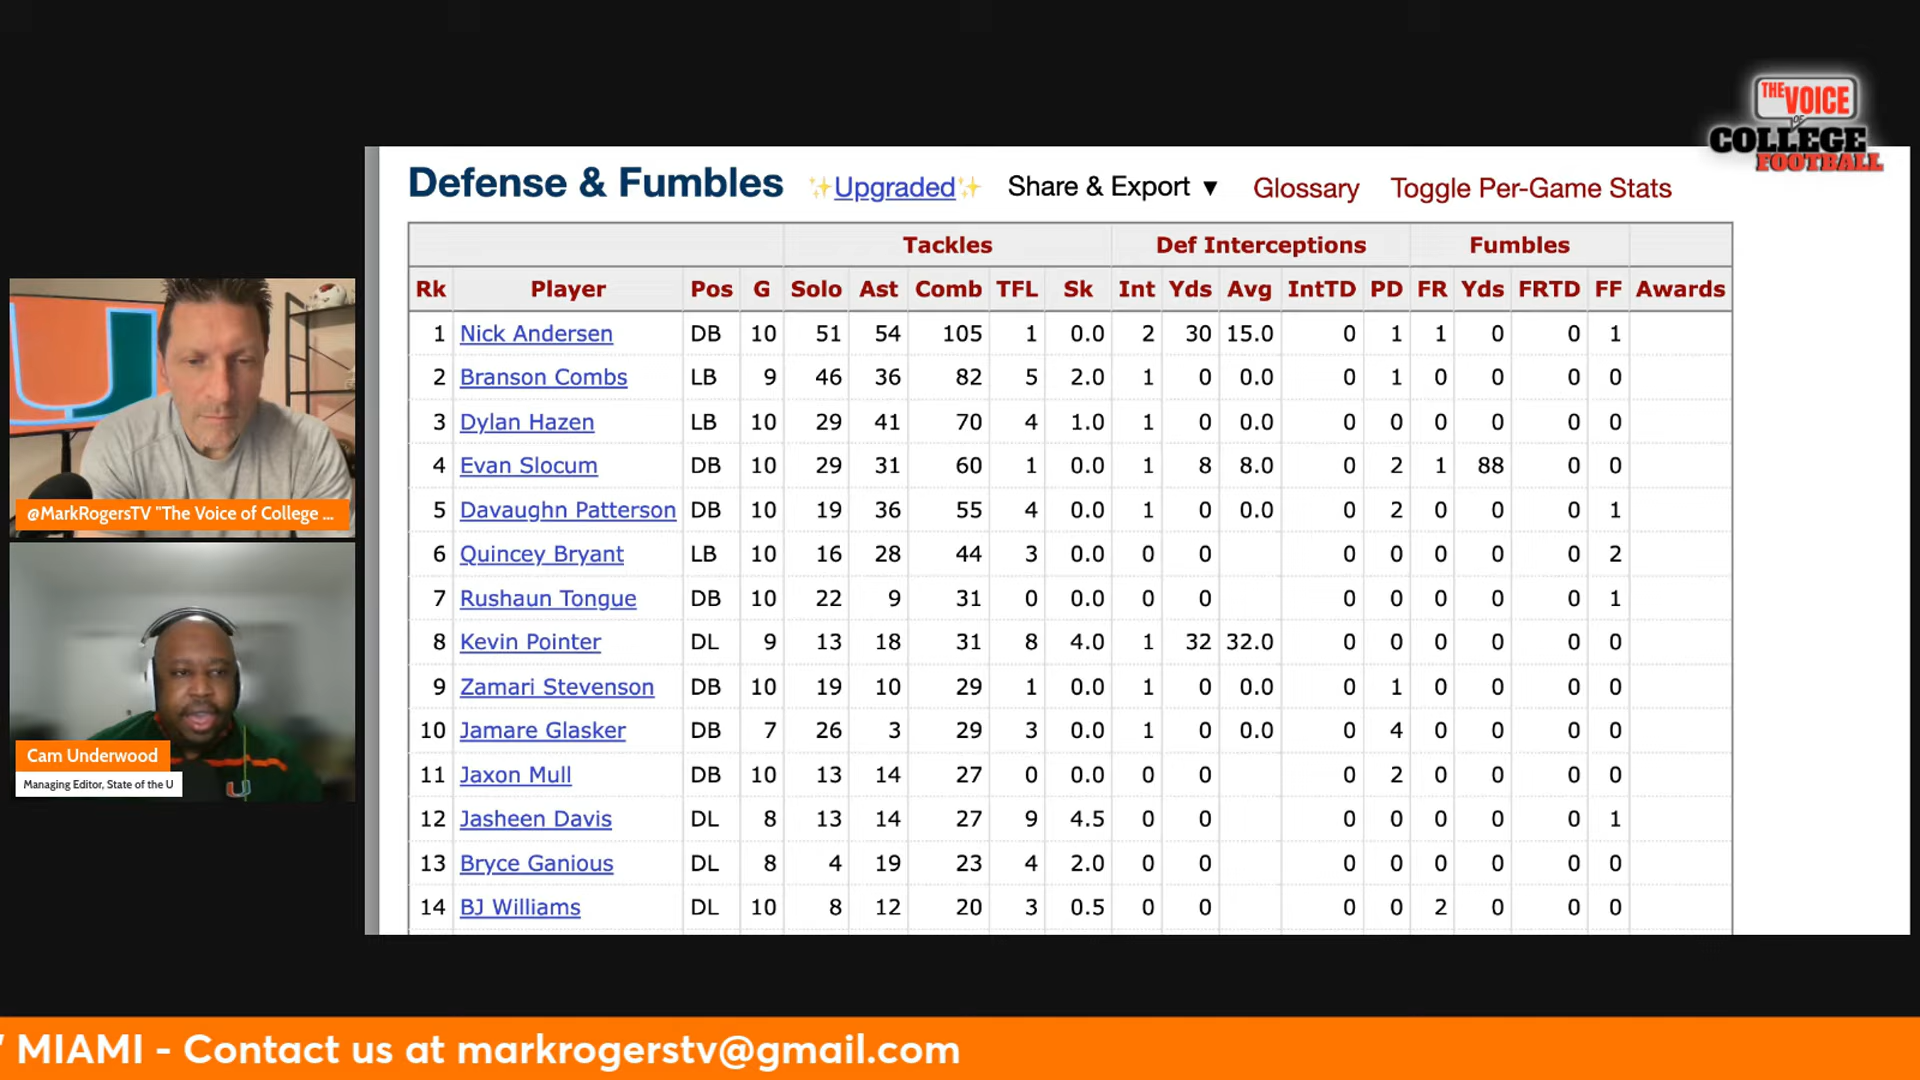 THE VOICE
OF
COLLEGE
FOOTBALL
Defense & Fumbles ✨Upgraded✨ Share & Export ▼ Glossary Toggle Per-Game Stats
Tackles Def Interceptions Fumbles
Rk Player Pos G Solo Ast Comb TFL Sk Int Yds Avg IntTD PD FR Yds FRTD FF Awards
1 Nick Andersen DB 10 51 54 105 1 0.0 2 30 15.0 0 1 1 0 0 1
2 Branson Combs LB 9 46 36 82 5 2.0 1 0 0.0 0 1 0 0 0 0
3 Dylan Hazen LB 10 29 41 70 4 1.0 1 0 0.0 0 0 0 0 0 0
4 Evan Slocum DB 10 29 31 60 1 0.0 1 8 8.0 0 2 1 88 0 0
5 Davaughn Patterson DB 10 19 36 55 4 0.0 1 0 0.0 0 2 0 0 0 1
6 Quincey Bryant LB 10 16 28 44 3 0.0 0 0 0 0 0 0 0 2
7 Rushaun Tongue DB 10 22 9 31 0 0.0 0 0 0 0 0 0 0 1
8 Kevin Pointer DL 9 13 18 31 8 4.0 1 32 32.0 0 0 0 0 0 0
9 Zamari Stevenson DB 10 19 10 29 1 0.0 1 0 0.0 0 1 0 0 0 0
10 Jamare Glasker DB 7 26 3 29 3 0.0 1 0 0.0 0 4 0 0 0 0
11 Jaxon Mull DB 10 13 14 27 0 0.0 0 0 0 2 0 0 0 0
12 Jasheen Davis DL 8 13 14 27 9 4.5 0 0 0 0 0 0 0 1
13 Bryce Ganious DL 8 4 19 23 4 2.0 0 0 0 0 0 0 0 0
14 BJ Williams DL 10 8 12 20 3 0.5 0 0 0 0 2 0 0 0
@MarkRogersTV "The Voice of College ...
Cam Underwood
Managing Editor, State of the U
' MIAMI - Contact us at markrogerstv@gmail.com